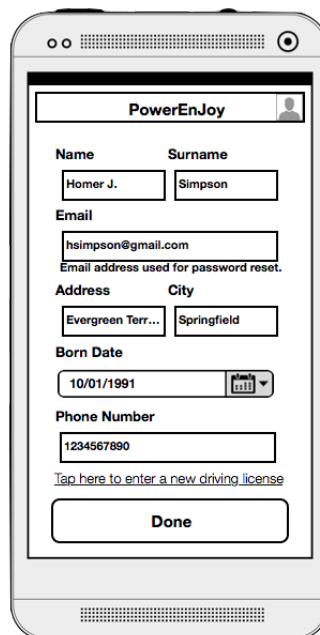 PowerEnJoy
Name Surname
Homer J. Simpson
Email
hsimpson@gmail.com
Email address used for password reset.
Address City
Evergreen Terr... Springfield
Born Date
10/01/1991
Phone Number
1234567890
Tap here to enter a new driving license
Done